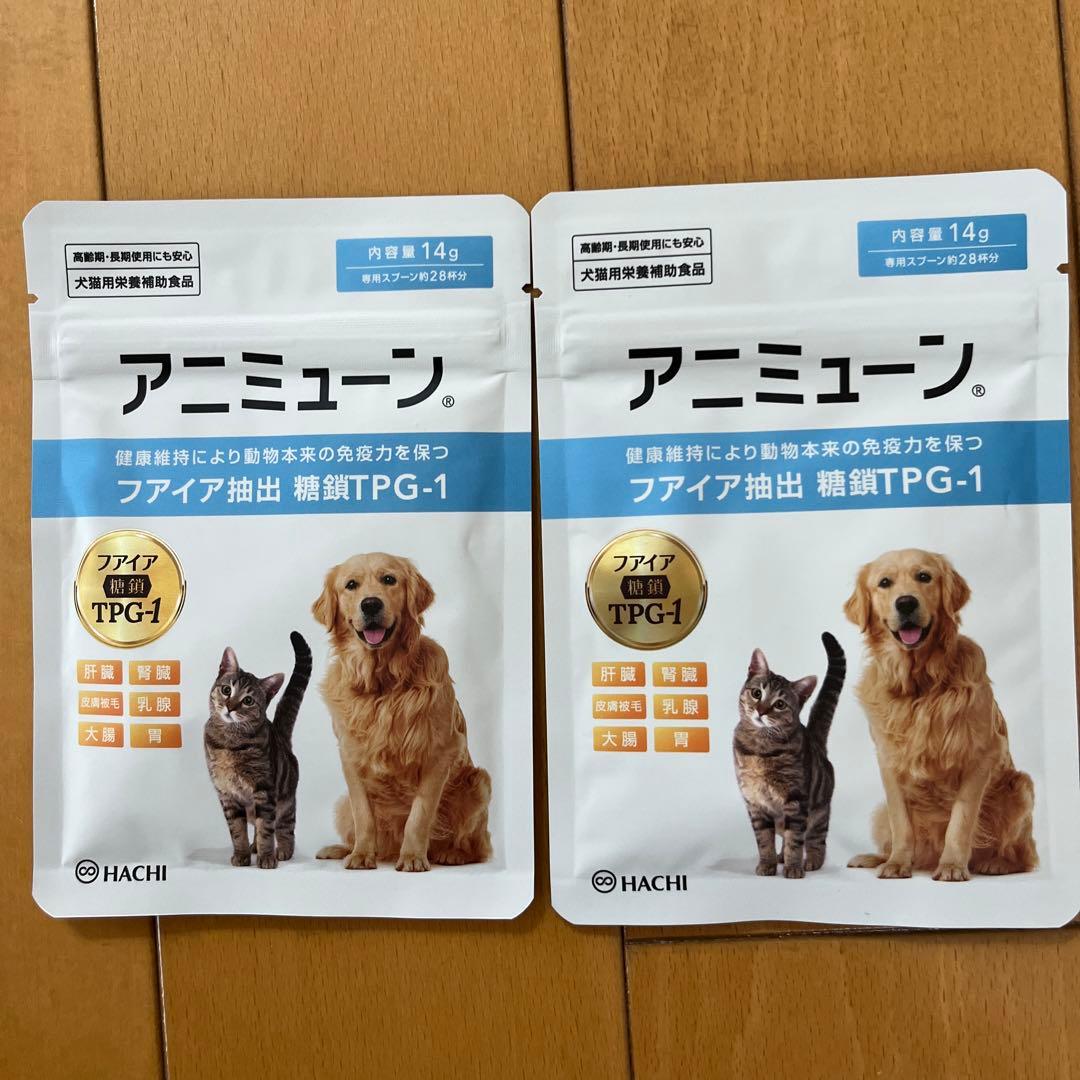 高齢期・長期使用にも安心
犬猫用栄養補助食品
内容量 14g
専用スプーン約28杯分
アニミューン®
健康維持により動物本来の免疫力を保つ
フアイア抽出 糖鎖TPG-1
フアイア
糖鎖
TPG-1
肝臓 腎臓
皮膚被毛 乳腺
大腸 胃
HACHI
高齢期・長期使用にも安心
犬猫用栄養補助食品
内容量 14g
専用スプーン約28杯分
アニミューン®
健康維持により動物本来の免疫力を保つ
フアイア抽出 糖鎖TPG-1
フアイア
糖鎖
TPG-1
肝臓 腎臓
皮膚被毛 乳腺
大腸 胃
HACHI